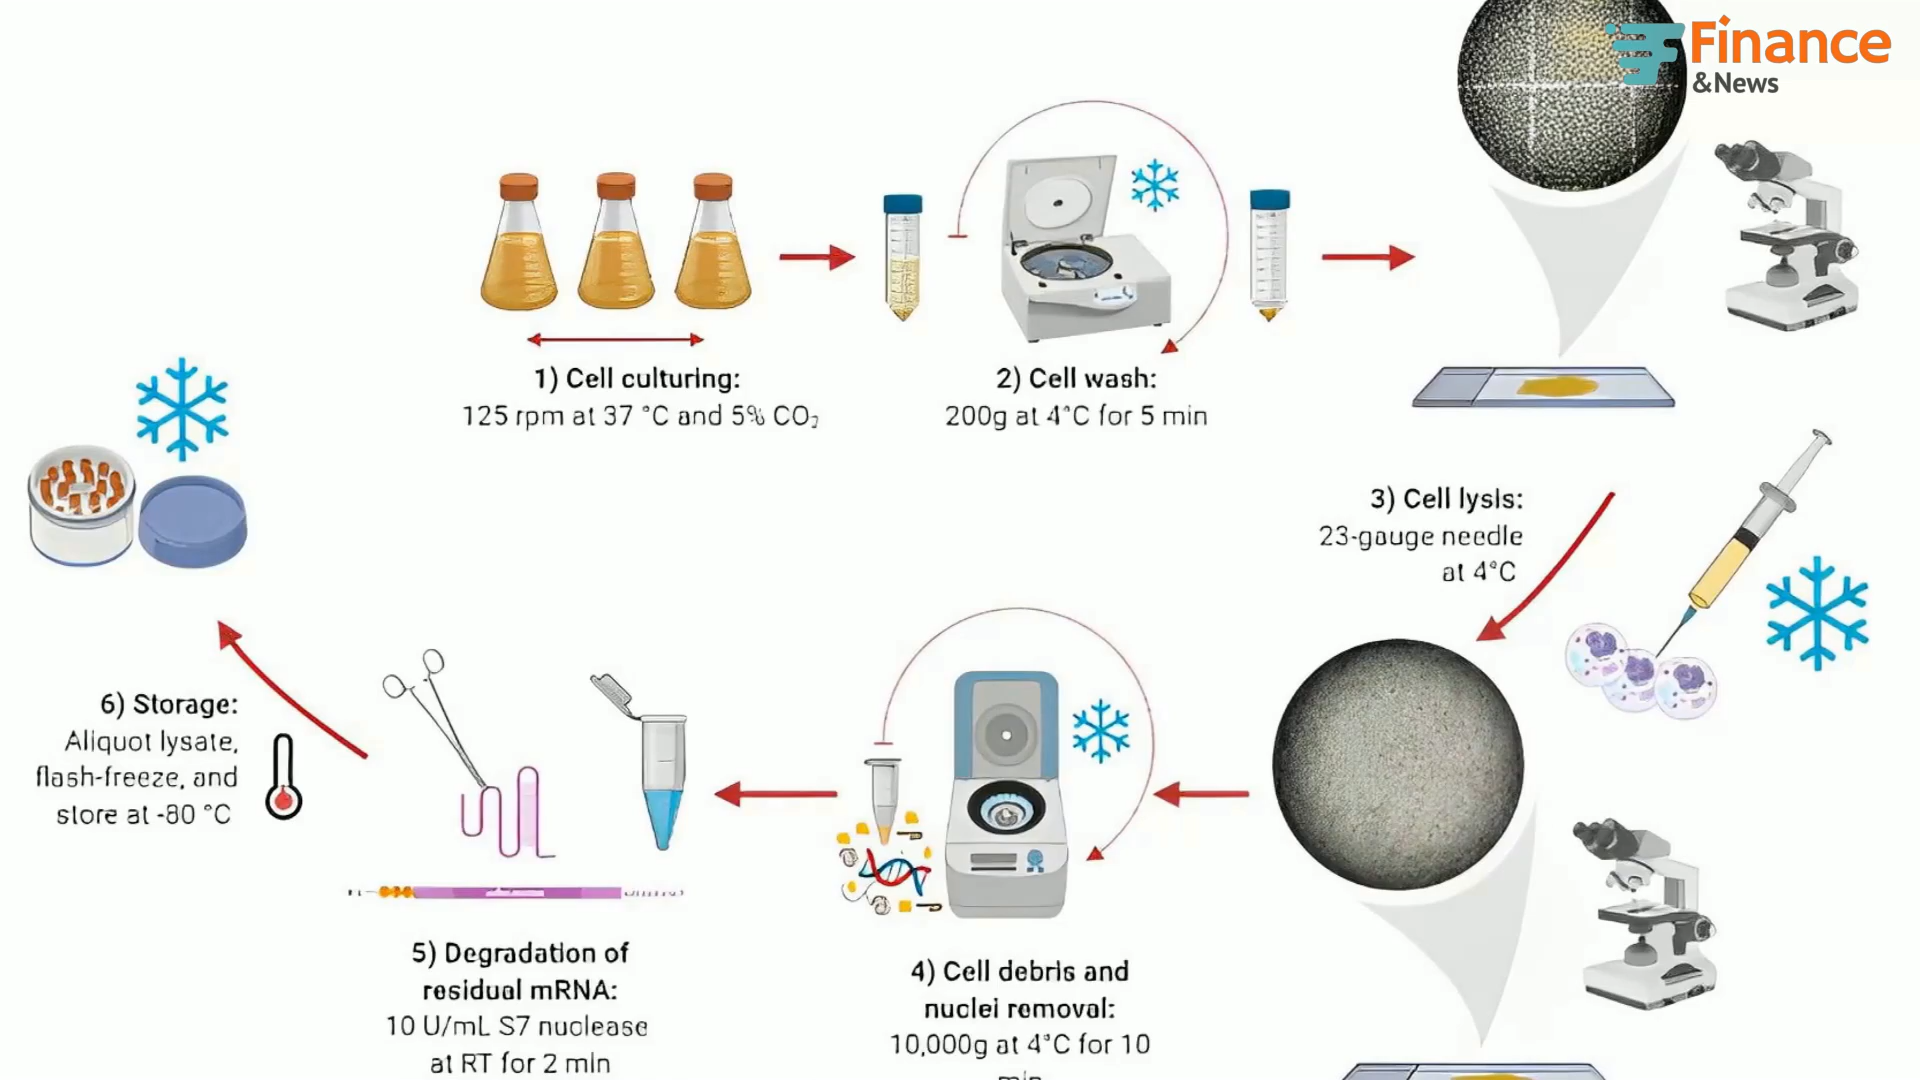 Finance
&News
1) Cell culturing:
125 rpm at 37 °C and 5% CO₂
2) Cell wash:
200g at 4°C for 5 min
3) Cell lysis:
23-gauge needle
at 4°C
6) Storage:
Aliquot lysate,
flash-freeze, and
store at -80 °C
5) Degradation of
residual mRNA:
10 U/mL S7 nuclease
at RT for 2 min
4) Cell debris and
nuclei removal:
10,000g at 4°C for 10
min